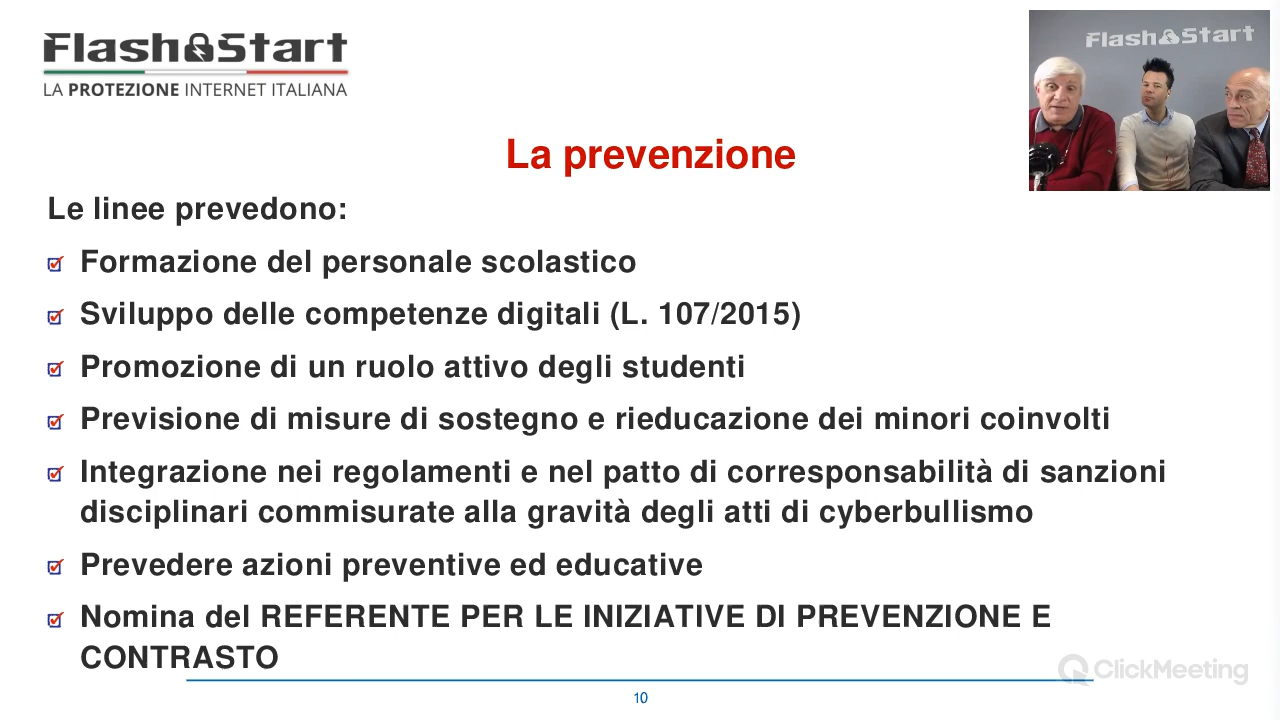 Flash Start
LA PROTEZIONE INTERNET ITALIANA
Flash Start
La prevenzione
Le linee prevedono:
Formazione del personale scolastico
Sviluppo delle competenze digitali (L. 107/2015)
Promozione di un ruolo attivo degli studenti
Previsione di misure di sostegno e rieducazione dei minori coinvolti
Integrazione nei regolamenti e nel patto di corresponsabilità di sanzioni
disciplinari commisurate alla gravità degli atti di cyberbullismo
Prevedere azioni preventive ed educative
Nomina del REFERENTE PER LE INIZIATIVE DI PREVENZIONE E
CONTRASTO
ClickMeeting
10